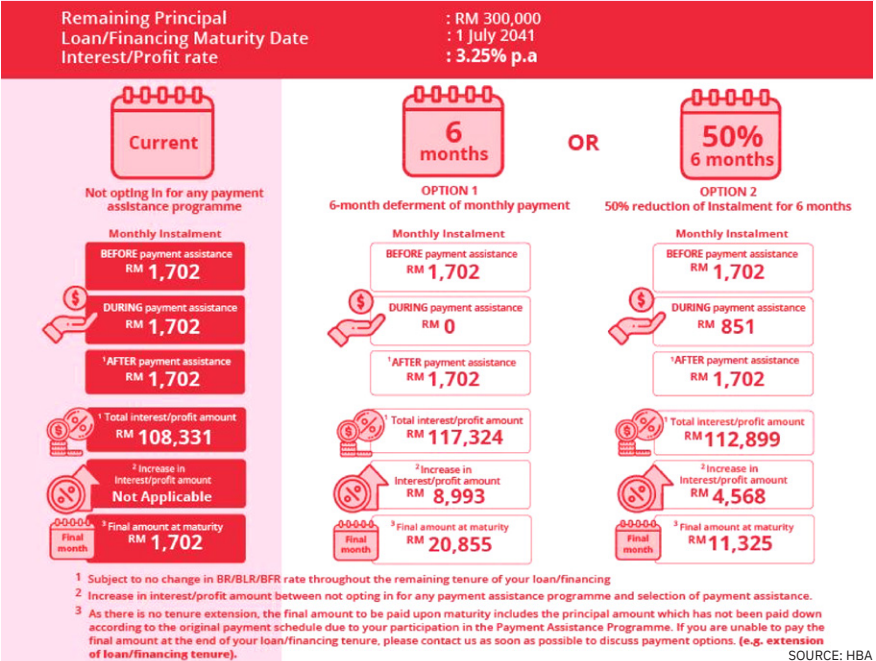 Remaining Principal : RM 300,000
Loan/Financing Maturity Date : 1 July 2041
Interest/Profit rate : 3.25% p.a
Current
Not opting in for any payment
assistance programme
Monthly Instalment
BEFORE payment assistance
RM 1,702
DURING payment assistance
RM 1,702
¹AFTER payment assistance
RM 1,702
¹ Total interest/profit amount
RM 108,331
² Increase in
Interest/profit amount
Not Applicable
Final
month
³ Final amount at maturity
RM 1,702
6
months
OPTION 1
6-month deferment of monthly payment
Monthly Instalment
BEFORE payment assistance
RM 1,702
DURING payment assistance
RM 0
¹AFTER payment assistance
RM 1,702
¹ Total interest/profit amount
RM 117,324
² Increase in
Interest/profit amount
RM 8,993
Final
month
³ Final amount at maturity
RM 20,855
OR
50%
6 months
OPTION 2
50% reduction of Instalment for 6 months
Monthly Instalment
BEFORE payment assistance
RM 1,702
DURING payment assistance
RM 851
¹AFTER payment assistance
RM 1,702
¹ Total interest/profit amount
RM 112,899
² Increase in
Interest/profit amount
RM 4,568
Final
month
³ Final amount at maturity
RM 11,325
1 Subject to no change in BR/BLR/BFR rate throughout the remaining tenure of your loan/financing
2 Increase in interest/profit amount between not opting in for any payment assistance programme and selection of payment assistance.
3 As there is no tenure extension, the final amount to be paid upon maturity includes the principal amount which has not been paid down
according to the original payment schedule due to your participation in the Payment Assistance Programme. If you are unable to pay the
final amount at the end of your loan/financing tenure, please contact us as soon as possible to discuss payment options. (e.g. extension
of loan/financing tenure).
SOURCE: HBA